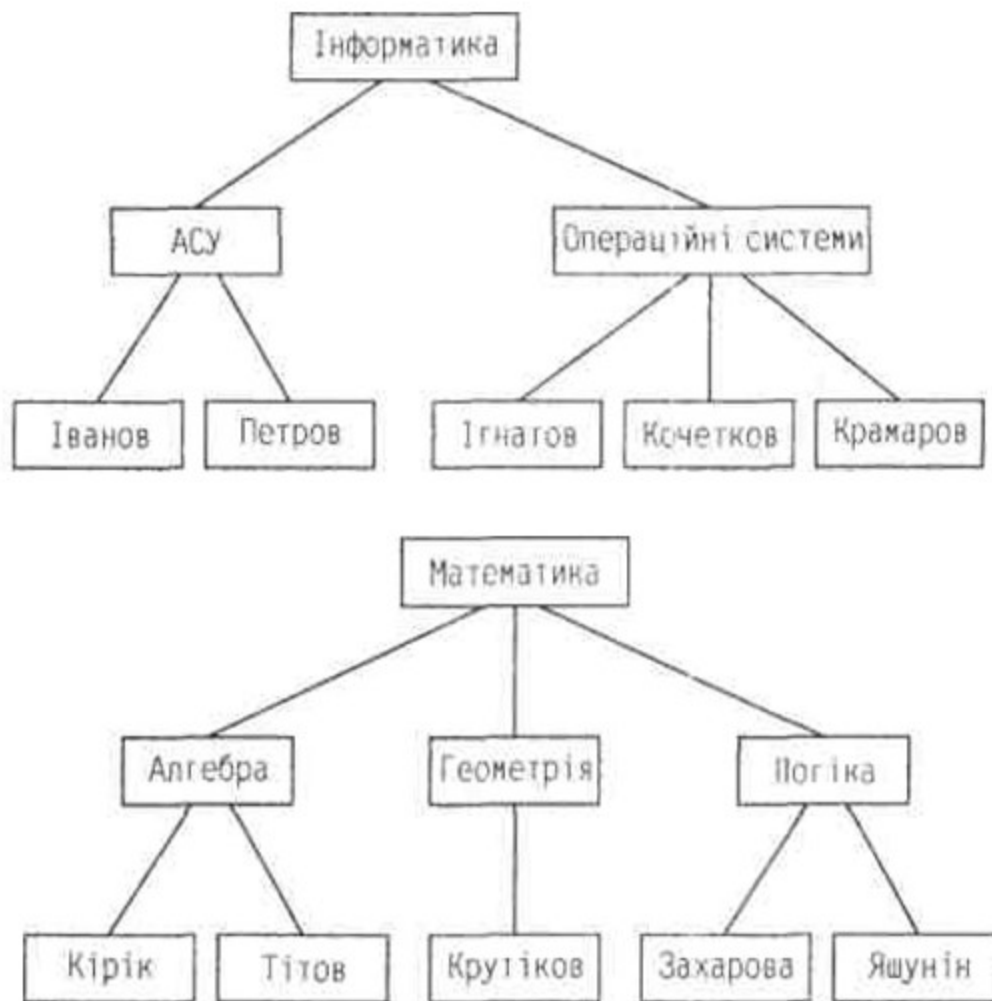 Інформатика
АСУ
Операційні системи
Іванов
Петров
Ігнатов
Кочетков
Крамаров
Математика
Алгебра
Геометрія
Логіка
Кірік
Тітов
Крутіков
Захарова
Яшунін